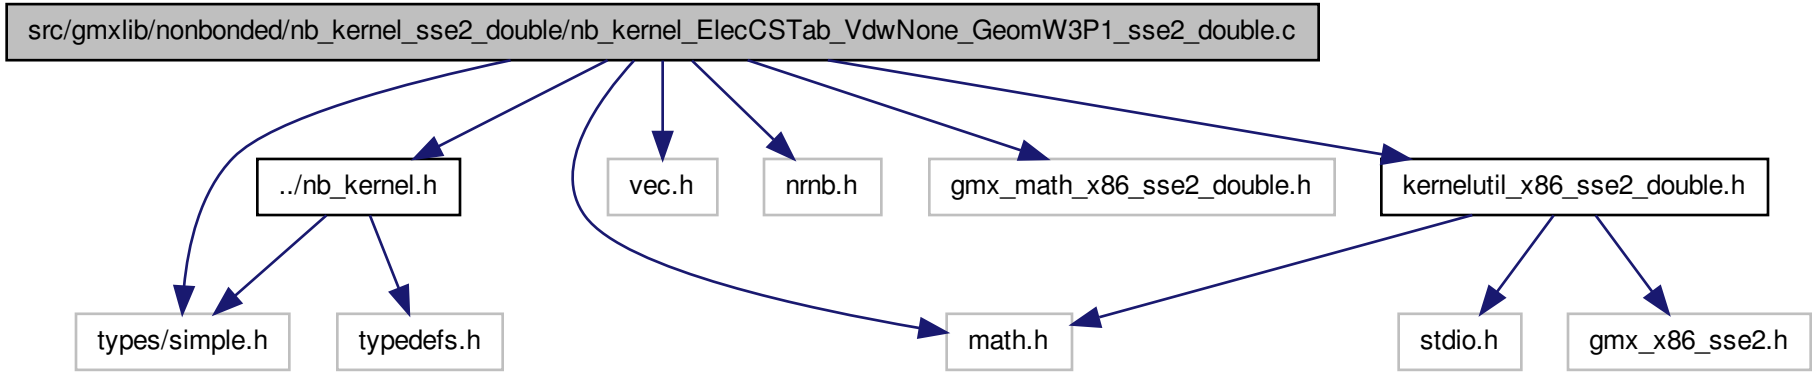 src/gmxlib/nonbonded/nb_kernel_sse2_double/nb_kernel_ElecCSTab_VdwNone_GeomW3P1_sse2_double.c
../nb_kernel.h
vec.h
nrnb.h
gmx_math_x86_sse2_double.h
kernelutil_x86_sse2_double.h
types/simple.h
typedefs.h
math.h
stdio.h
gmx_x86_sse2.h